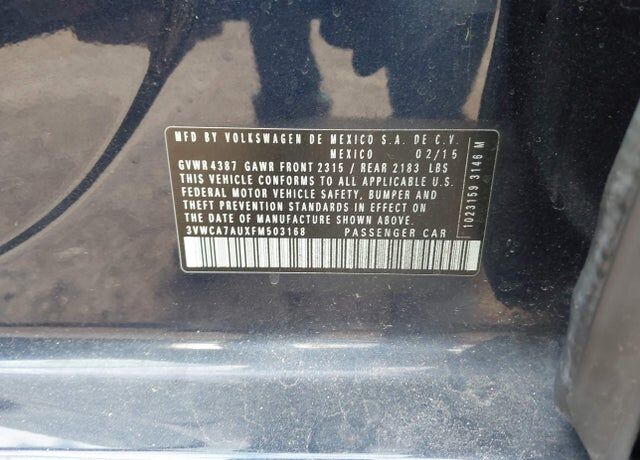 MFD BY VOLKSWAGEN DE MEXICO S.A. DE C.V.
MEXICO 02/15
GVWR 4387 GAWR FRONT 2315 / REAR 2183 LBS
THIS VEHICLE CONFORMS TO ALL APPLICABLE U.S.
FEDERAL MOTOR VEHICLE SAFETY, BUMPER AND
THEFT PREVENTION STANDARDS IN EFFECT ON
THE DATE OF MANUFACTURE SHOWN ABOVE.
3VWCA7AUXFM503168 PASSENGER CAR
1023159 3146 M